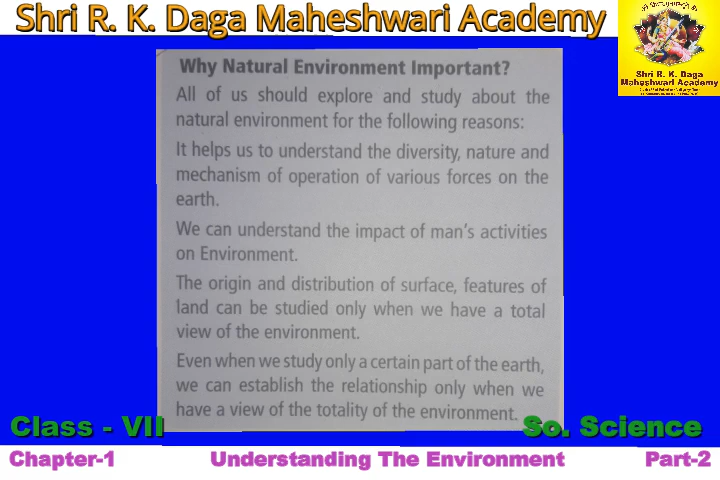 Shri R. K. Daga Maheshwari Academy
Shri R. K. Daga
Maheshwari Academy
Why Natural Environment Important?
All of us should explore and study about the
natural environment for the following reasons:
It helps us to understand the diversity, nature and
mechanism of operation of various forces on the
earth.
We can understand the impact of man's activities
on Environment.
The origin and distribution of surface, features of
land can be studied only when we have a total
view of the environment.
Even when we study only a certain part of the earth,
we can establish the relationship only when we
have a view of the totality of the environment.
Class - VII
So. Science
Chapter-1
Understanding The Environment
Part-2